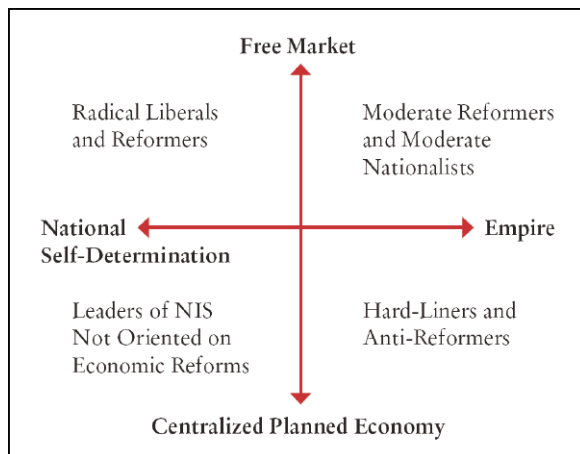 Free Market
Radical Liberals
and Reformers
Moderate Reformers
and Moderate
Nationalists
National
Self-Determination
Empire
Leaders of NIS
Not Oriented on
Economic Reforms
Hard-Liners and
Anti-Reformers
Centralized Planned Economy